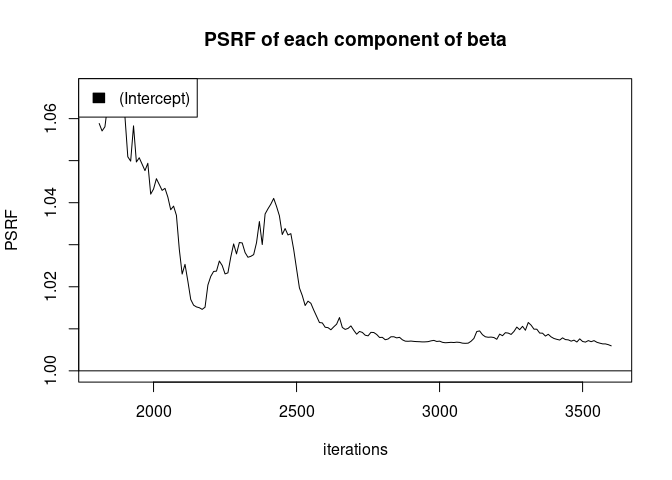 PSRF of each component of beta
(Intercept)
PSRF
1.06
1.04
1.02
1.00
2000 2500 3000 3500
iterations